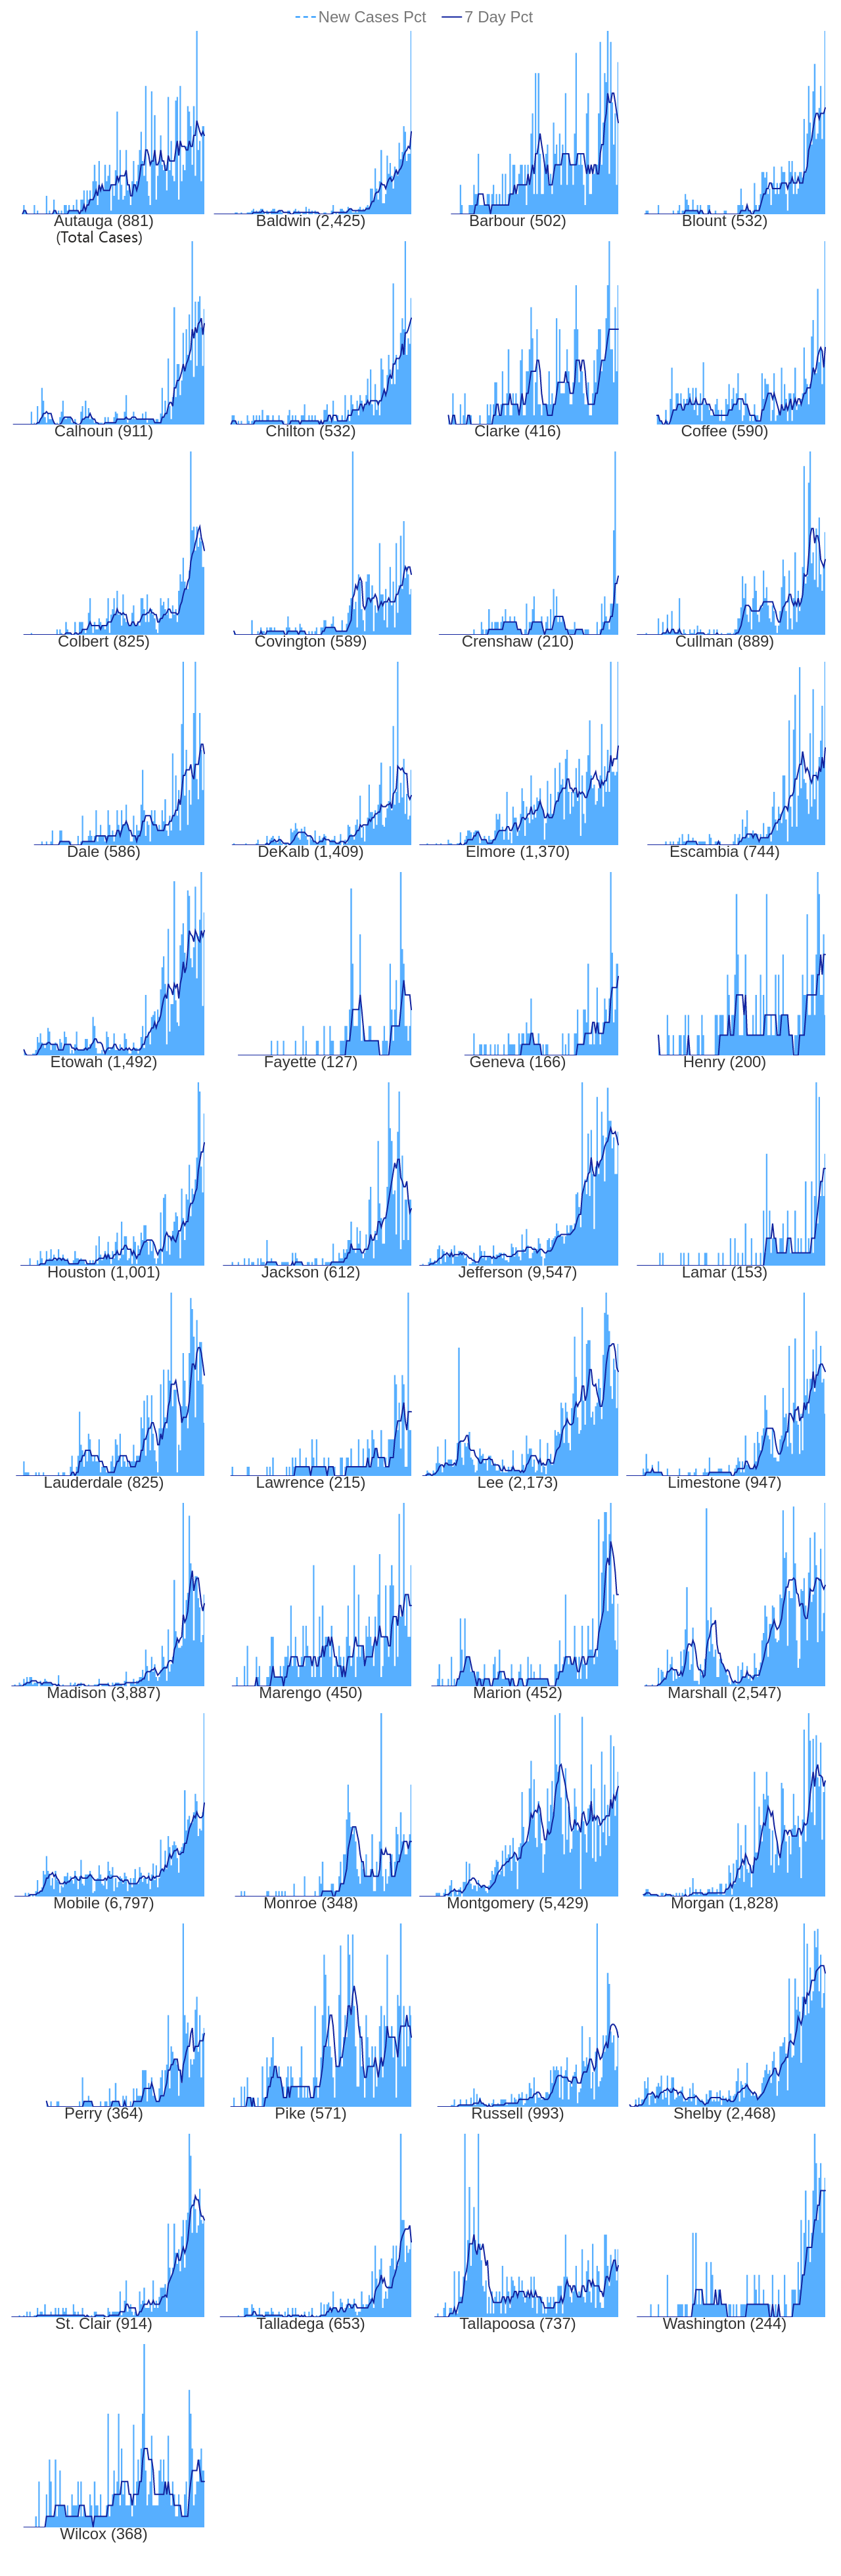 New Cases Pct 7 Day Pct
Autauga (881) Baldwin (2,425) Barbour (502) Blount (532)
(Total Cases)
Calhoun (911) Chilton (532) Clarke (416) Coffee (590)
Colbert (825) Covington (589) Crenshaw (210) Cullman (889)
Dale (586) DeKalb (1,409) Elmore (1,370) Escambia (744)
Etowah (1,492) Fayette (127) Geneva (166) Henry (200)
Houston (1,001) Jackson (612) Jefferson (9,547) Lamar (153)
Lauderdale (825) Lawrence (215) Lee (2,173) Limestone (947)
Madison (3,887) Marengo (450) Marion (452) Marshall (2,547)
Mobile (6,797) Monroe (348) Montgomery (5,429) Morgan (1,828)
Perry (364) Pike (571) Russell (993) Shelby (2,468)
St. Clair (914) Talladega (653) Tallapoosa (737) Washington (244)
Wilcox (368)